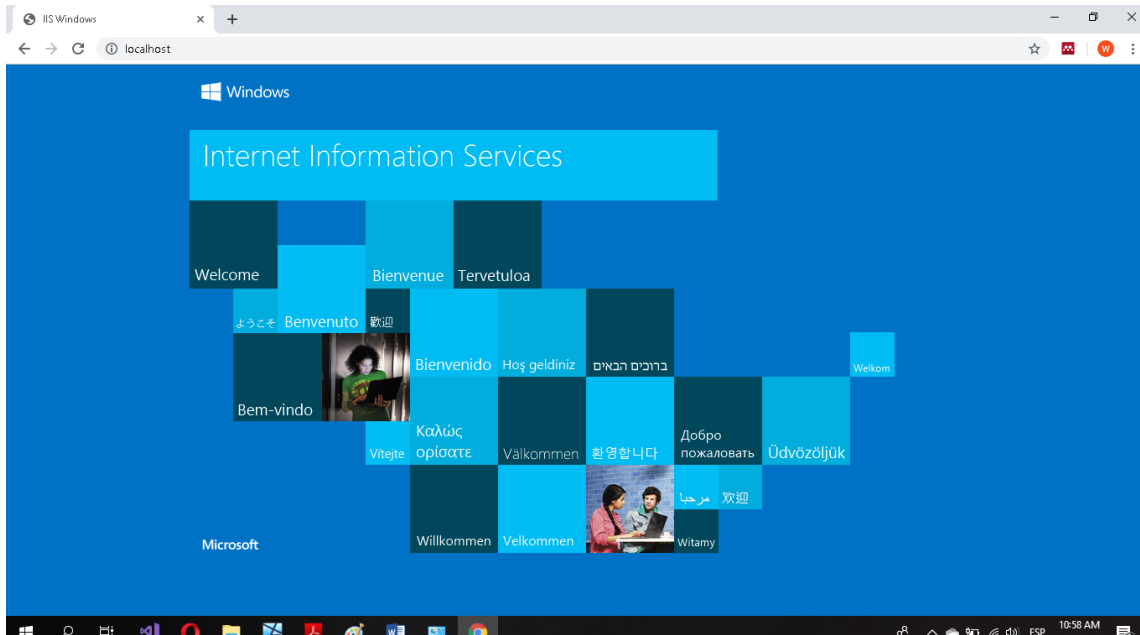 IIS Windows
localhost
W
Windows
Internet Information Services
Welcome
Bienvenue
Tervetuloa
ようこそ
Benvenuto
歡迎
Bienvenido
Hoş geldiniz
ברוכים הבאים
Welkom
Bem-vindo
Vítejte
Καλώς
ορίσατε
Välkommen
환영합니다
Добро
пожаловать
Üdvözöljük
مرحبا
欢迎
Willkommen
Velkommen
Witamy
Microsoft
ESP
10:58 AM